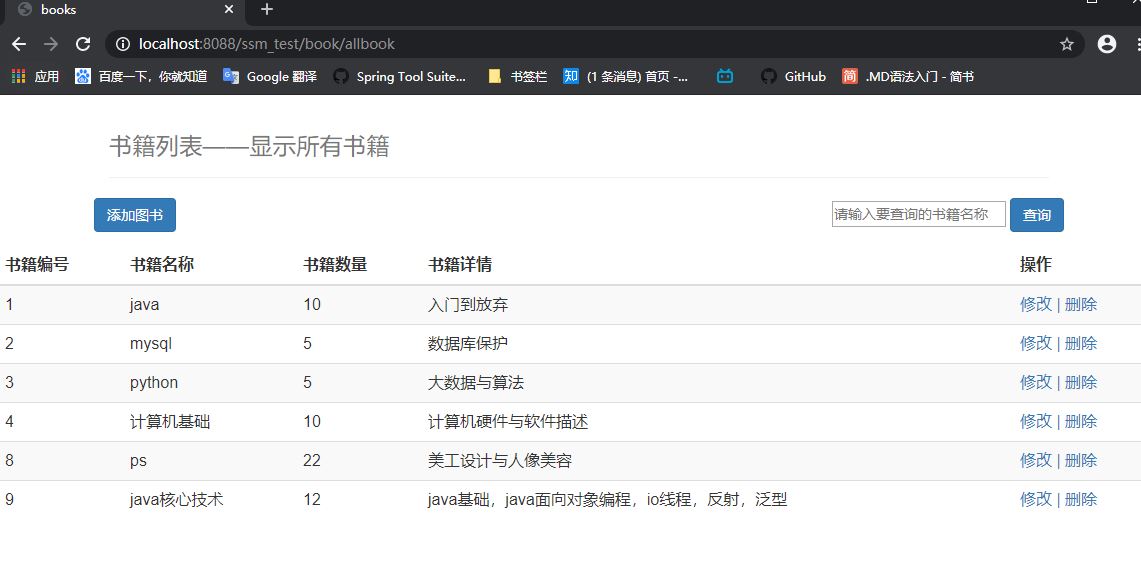 books
localhost:8088/ssm_test/book/allbook
应用 百度一下，你就知道 Google 翻译 Spring Tool Suite... 书签栏 知 (1 条消息) 首页 -... GitHub 简 .MD语法入门 - 简书
书籍列表——显示所有书籍
添加图书 请输入要查询的书籍名称 查询
书籍编号 书籍名称 书籍数量 书籍详情 操作
1 java 10 入门到放弃 修改 | 删除
2 mysql 5 数据库保护 修改 | 删除
3 python 5 大数据与算法 修改 | 删除
4 计算机基础 10 计算机硬件与软件描述 修改 | 删除
8 ps 22 美工设计与人像美容 修改 | 删除
9 java核心技术 12 java基础，java面向对象编程，io线程，反射，泛型 修改 | 删除